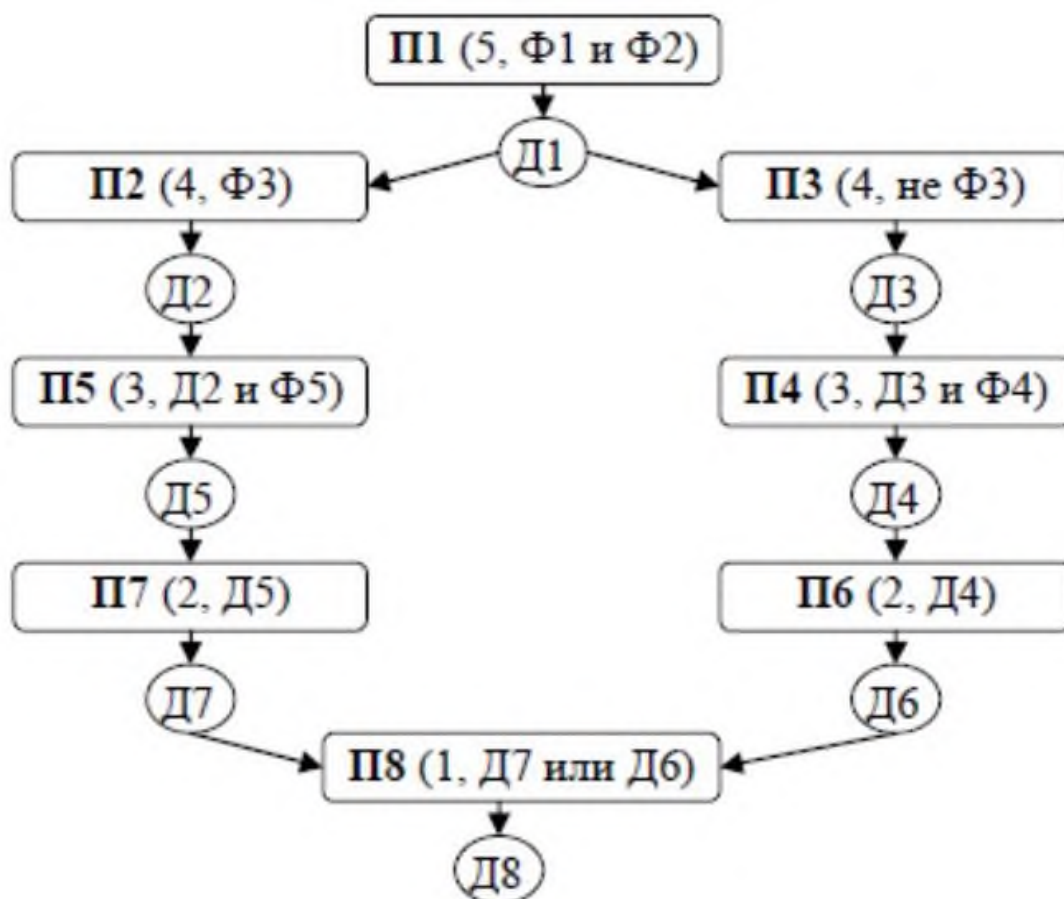 П1 (5, Ф1 и Ф2)
Д1
П2 (4, Ф3)
П3 (4, не Ф3)
Д2
Д3
П5 (3, Д2 и Ф5)
П4 (3, Д3 и Ф4)
Д5
Д4
П7 (2, Д5)
П6 (2, Д4)
Д7
Д6
П8 (1, Д7 или Д6)
Д8